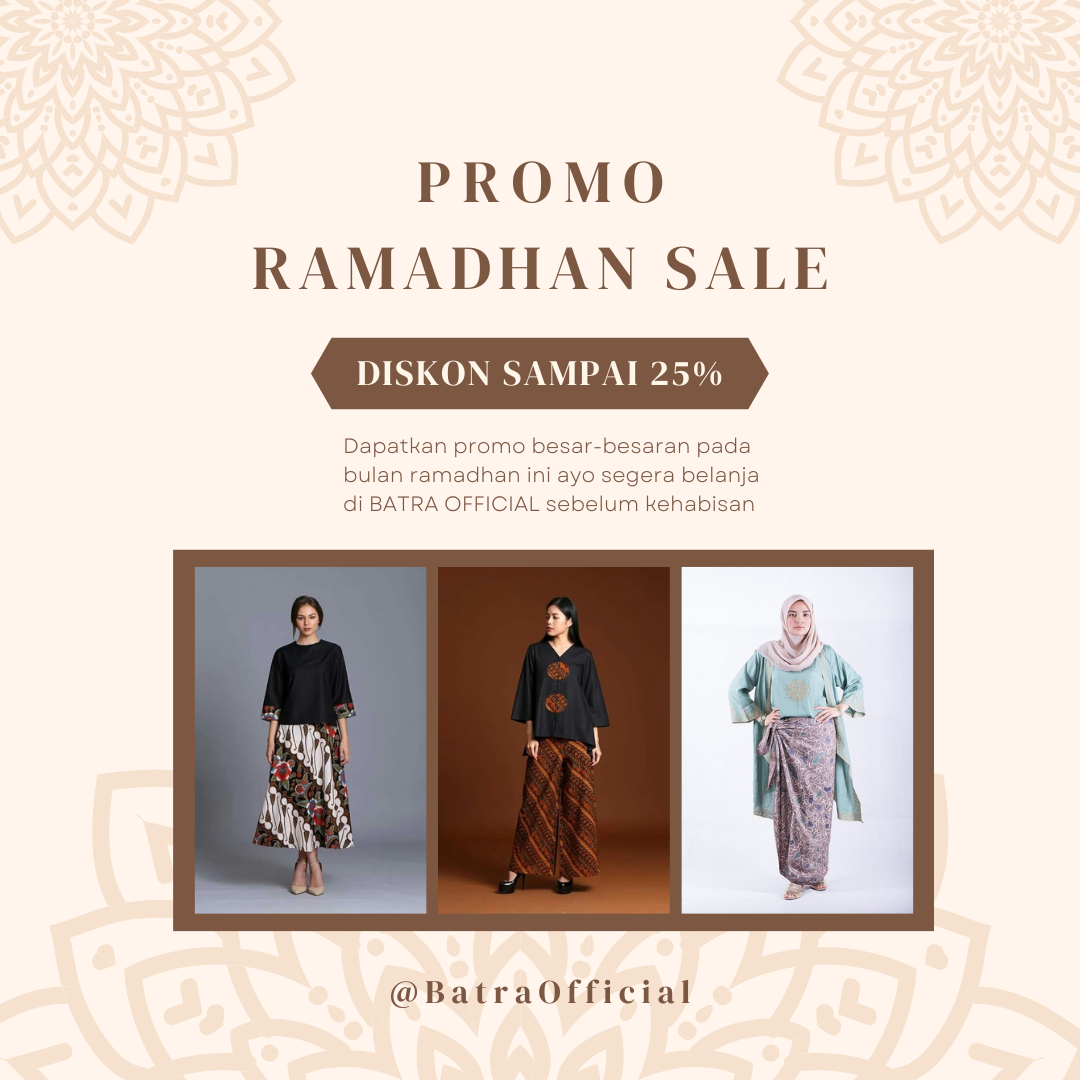 PROMO
RAMADHAN SALE
DISKON SAMPAI 25%
Dapatkan promo besar-besaran pada
bulan ramadhan ini ayo segera belanja
di BATRA OFFICIAL sebelum kehabisan
@BatraOfficial